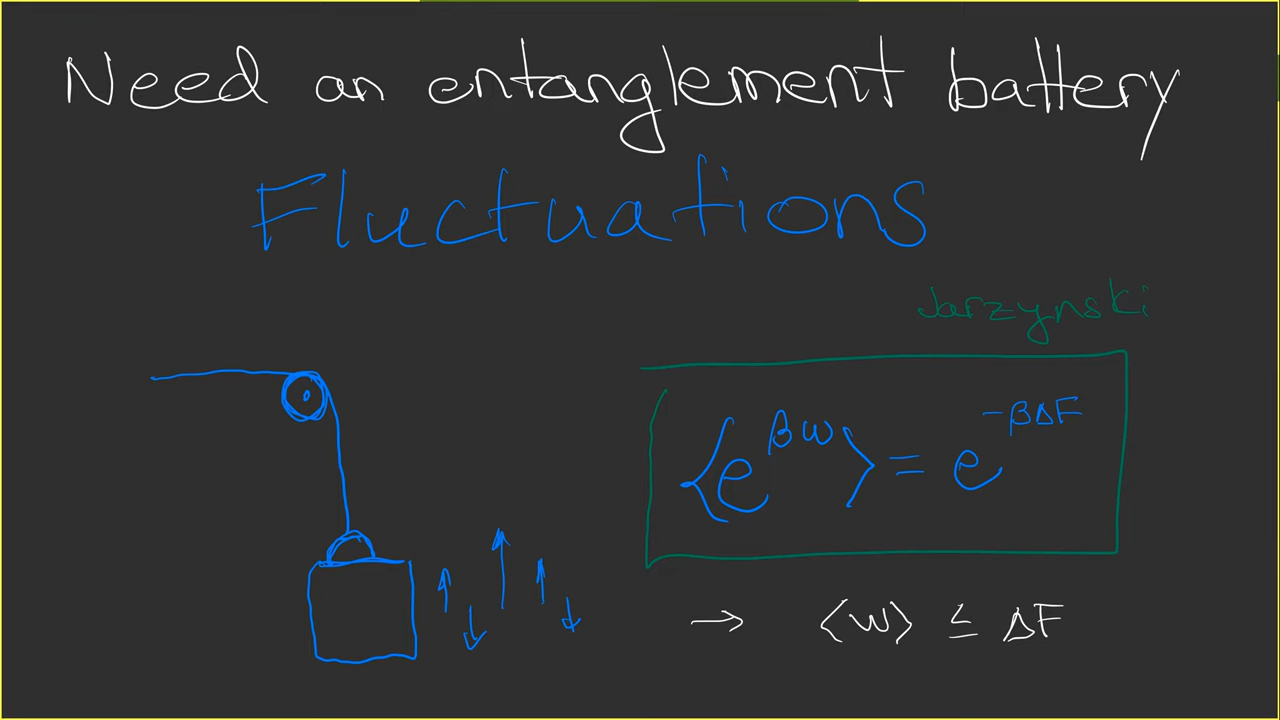 Need an entanglement battery
Fluctuations
Jarzynski
⟨e^{βW}⟩ = e^{-βΔF}
→ ⟨W⟩ ≤ ΔF